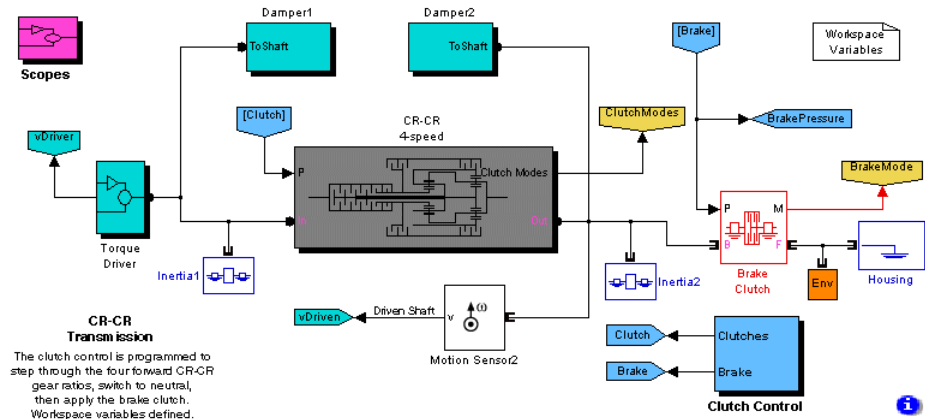 Damper1
Damper2
ToShaft
ToShaft
[Brake]
Workspace
Variables
Scopes
[Clutch]
CR-CR
4-speed
ClutchModes
BrakePressure
vDriver
P
Clutch Modes
BrakeMode
In
Out
P
M
B
F
Torque
Driver
Inertia1
Inertia2
Brake
Clutch
Env
Housing
vDriven
Driven Shaft
v
ω
Motion Sensor2
CR-CR
Transmission
The clutch control is programmed to
step through the four forward CR-CR
gear ratios, switch to neutral,
then apply the brake clutch.
Workspace variables defined.
Clutch
Clutches
Brake
Brake
Clutch Control
i